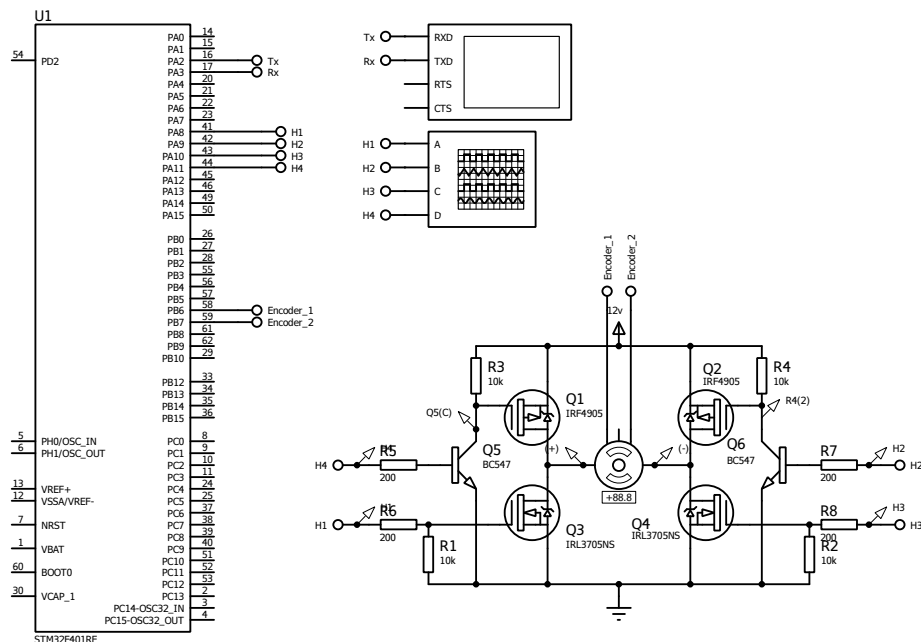 U1
54 PD2
5 PH0/OSC_IN
6 PH1/OSC_OUT
13 VREF+
12 VSSA/VREF-
7 NRST
1 VBAT
60 BOOT0
30 VCAP_1
PA0 14
PA1 15
PA2 16 Tx
PA3 17 Rx
PA4 20
PA5 21
PA6 22
PA7 23
PA8 41 H1
PA9 42 H2
PA10 43 H3
PA11 44 H4
PA12 45
PA13 46
PA14 49
PA15 50
PB0 26
PB1 27
PB2 28
PB3 55
PB4 56
PB5 57
PB6 58 Encoder_1
PB7 59 Encoder_2
PB8 61
PB9 62
PB10 29
PB12 33
PB13 34
PB14 35
PB15 36
PC0 8
PC1 9
PC2 10
PC3 11
PC4 24
PC5 25
PC6 37
PC7 38
PC8 39
PC9 40
PC10 51
PC11 52
PC12 53
PC13 2
PC14-OSC32_IN 3
PC15-OSC32_OUT 4
STM32F401RE
Tx RXD
Rx TXD
RTS
CTS
H1 A
H2 B
H3 C
H4 D
Encoder_1
Encoder_2
12v
R3
10k
Q1
IRF4905
Q2
IRF4905
R4
10k
Q5(C)
R4(2)
(+)
(-)
+88.8
H4
R5
200
Q5
BC547
Q6
BC547
R7
200
H2
H2
H1
R6
200
Q3
IRL3705NS
Q4
IRL3705NS
R8
200
H3
H3
R1
10k
R2
10k